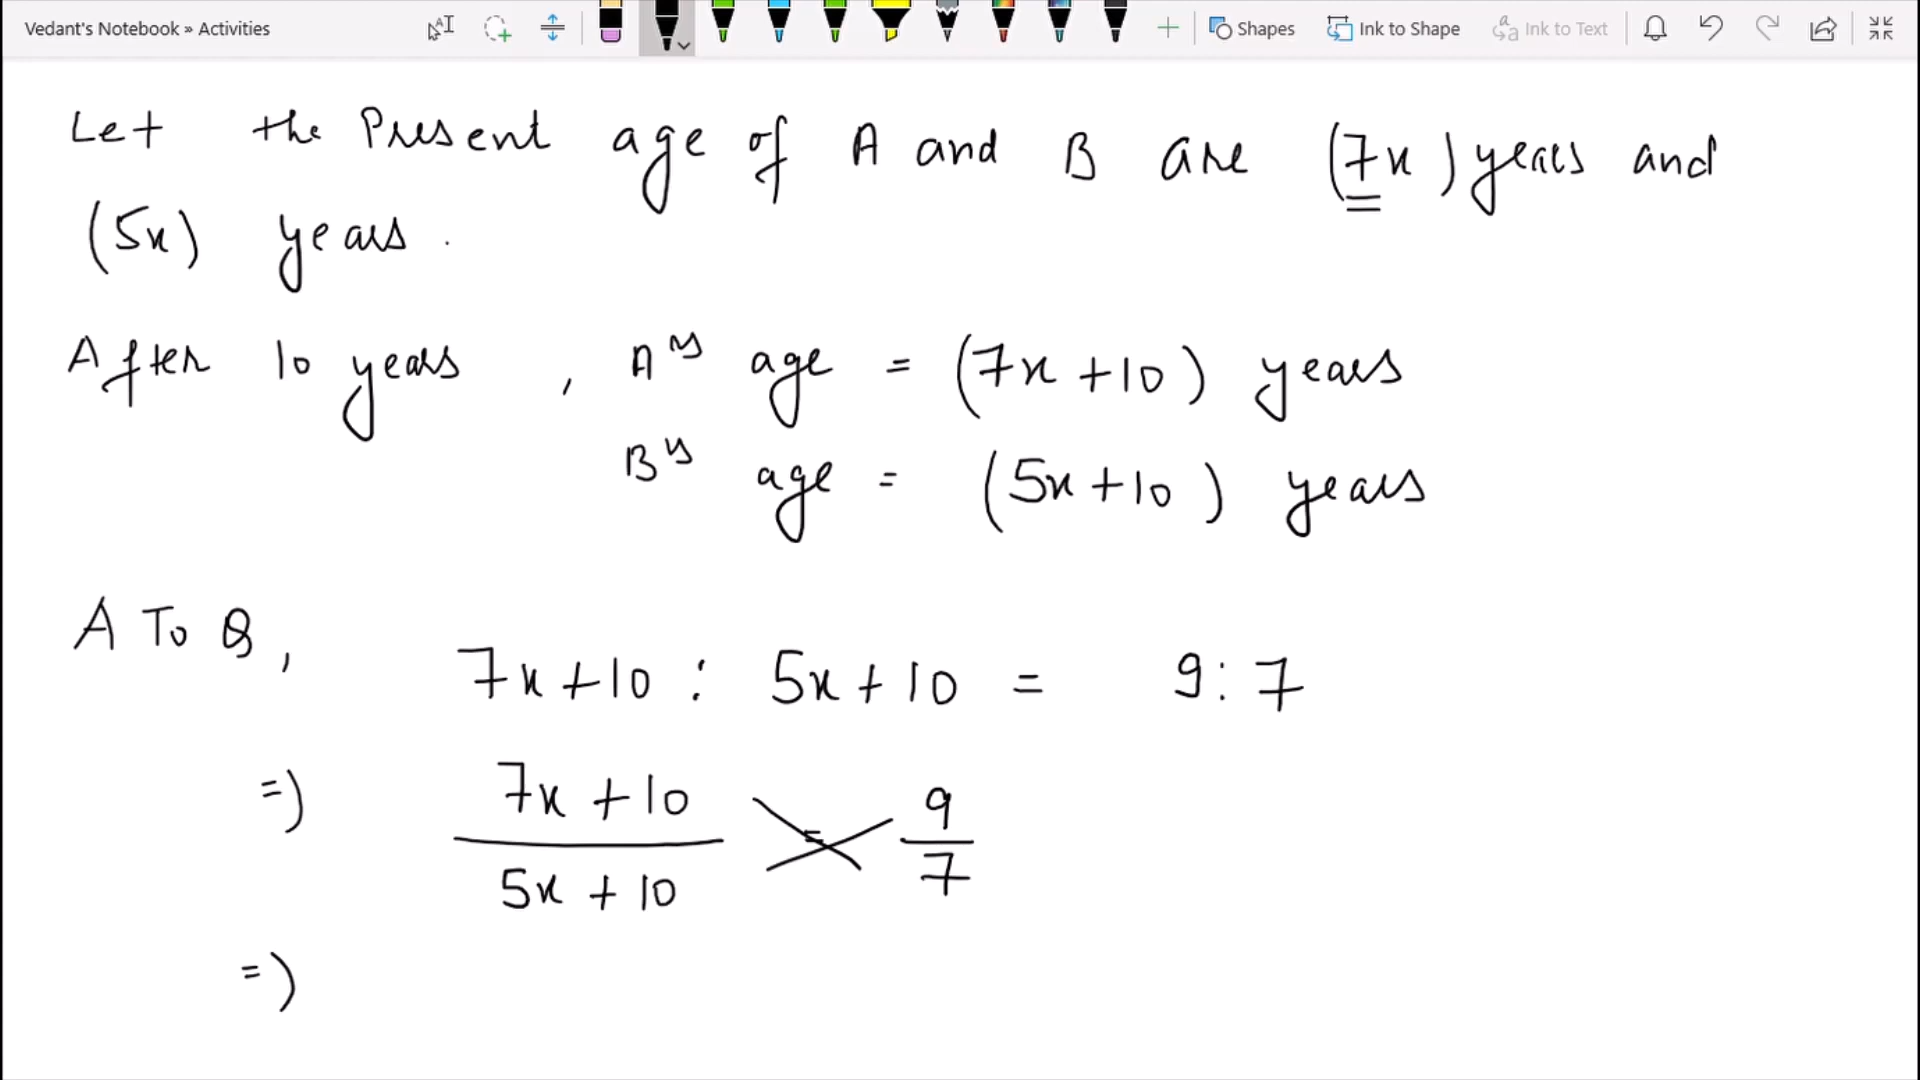 Vedant's Notebook » Activities Shapes Ink to Shape Ink to Text
Let the Present age of A and B are (7x) years and
(5x) years.
After 10 years, A's age = (7x+10) years
B's age = (5x+10) years
A To Q,
7x+10 : 5x+10 = 9:7
=) 7x+10 = 9
5x+10 7
=)